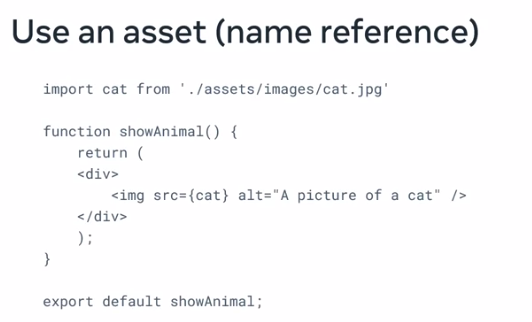 Use an asset (name reference)
import cat from './assets/images/cat.jpg'
function showAnimal() {
return (
<div>
<img src={cat} alt="A picture of a cat" />
</div>
);
}
export default showAnimal;